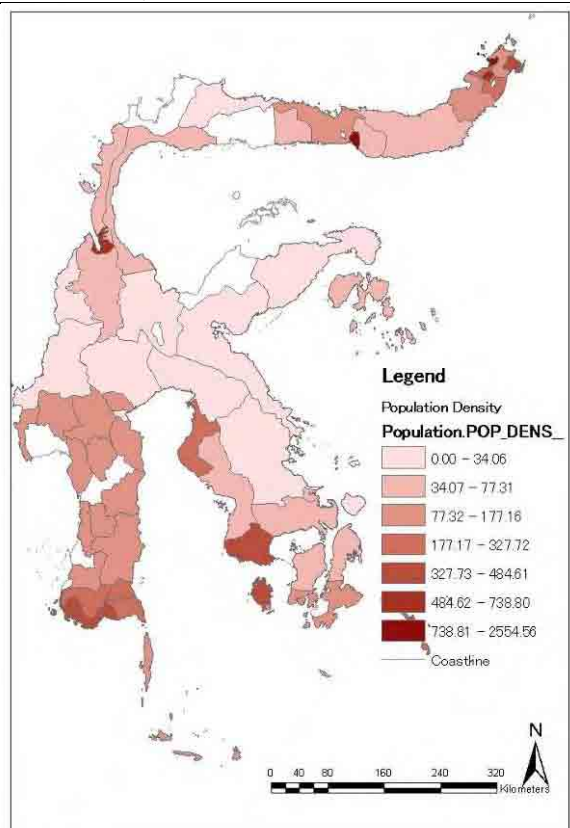 Legend
Population Density
Population.POP_DENS_
0.00 - 34.06
34.07 - 77.31
77.32 - 177.16
177.17 - 327.72
327.73 - 484.61
484.62 - 738.80
738.81 - 2554.56
Coastline
N
0 40 80 160 240 320
Kilometers